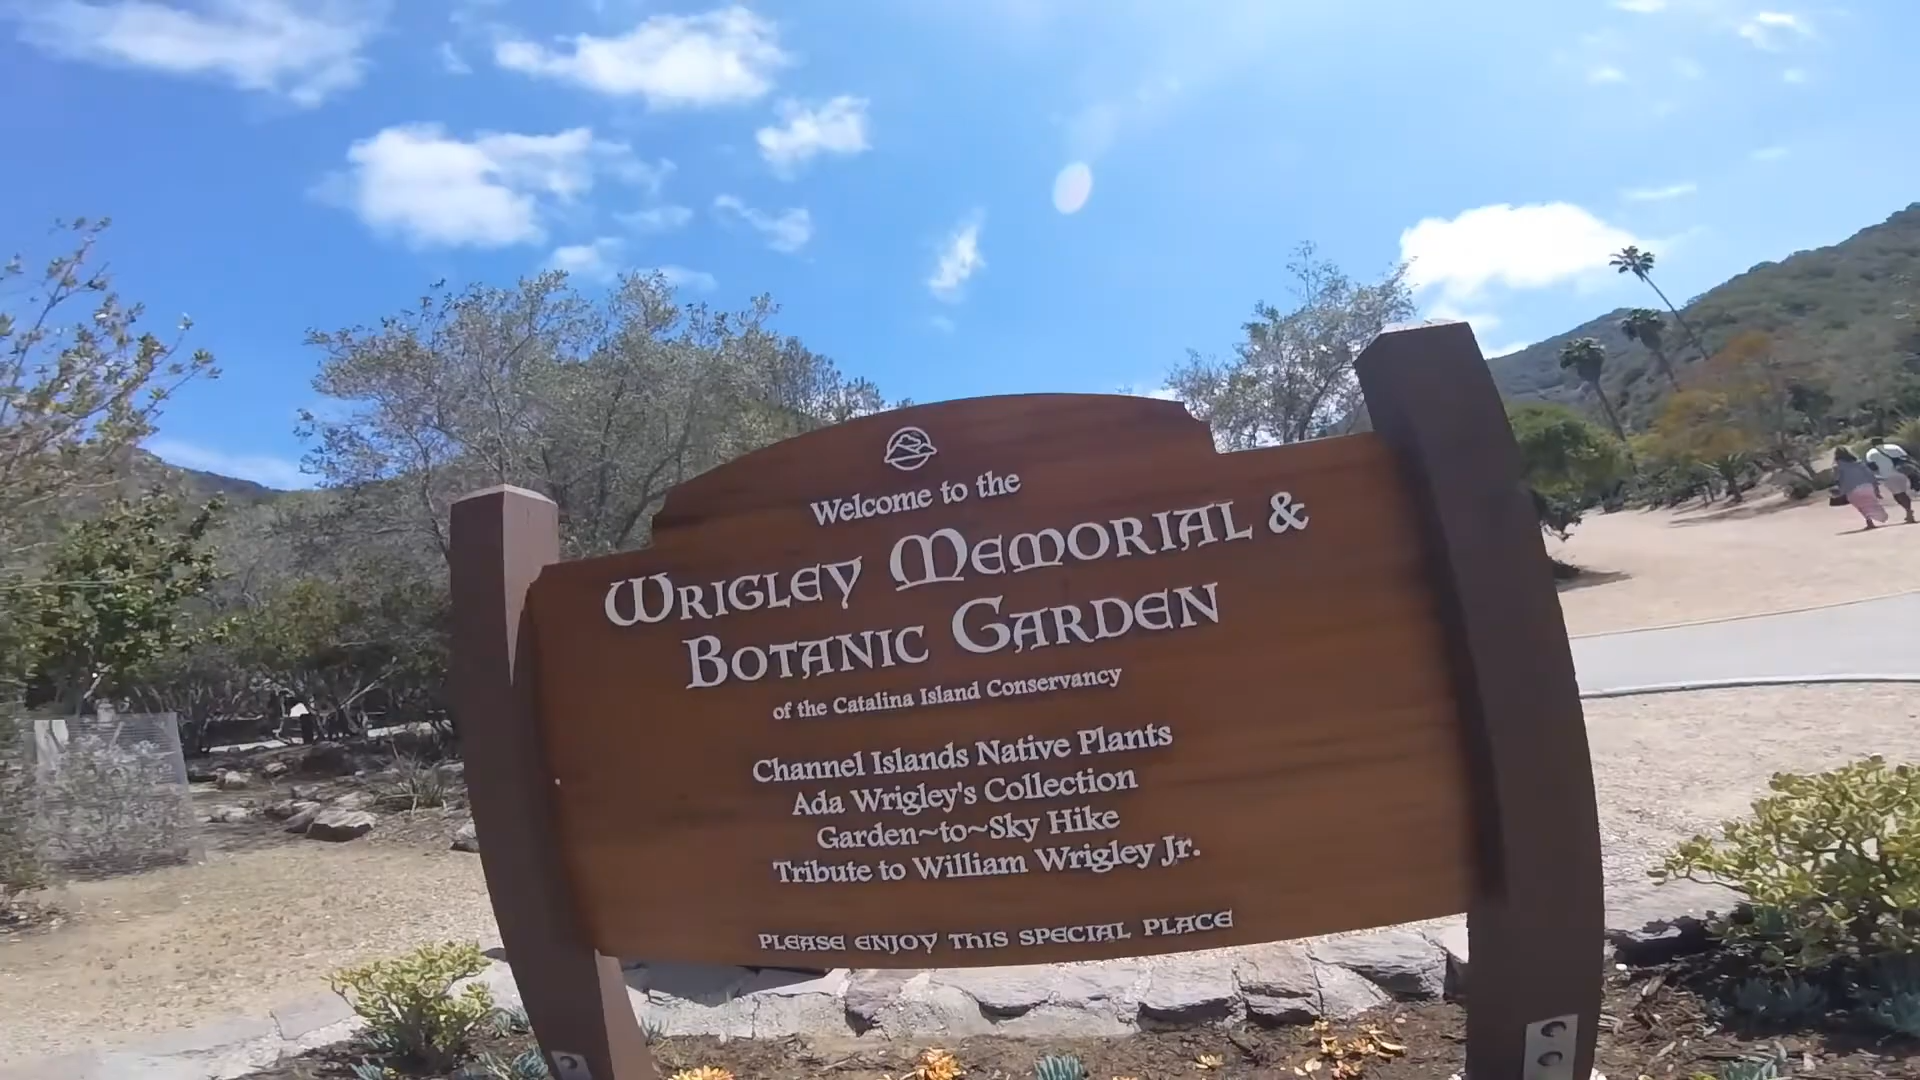 Welcome to the
WRIGLEY MEMORIAL &
BOTANIC GARDEN
of the Catalina Island Conservancy
Channel Islands Native Plants
Ada Wrigley's Collection
Garden~to~Sky Hike
Tribute to William Wrigley Jr.
PLEASE ENJOY THIS SPECIAL PLACE